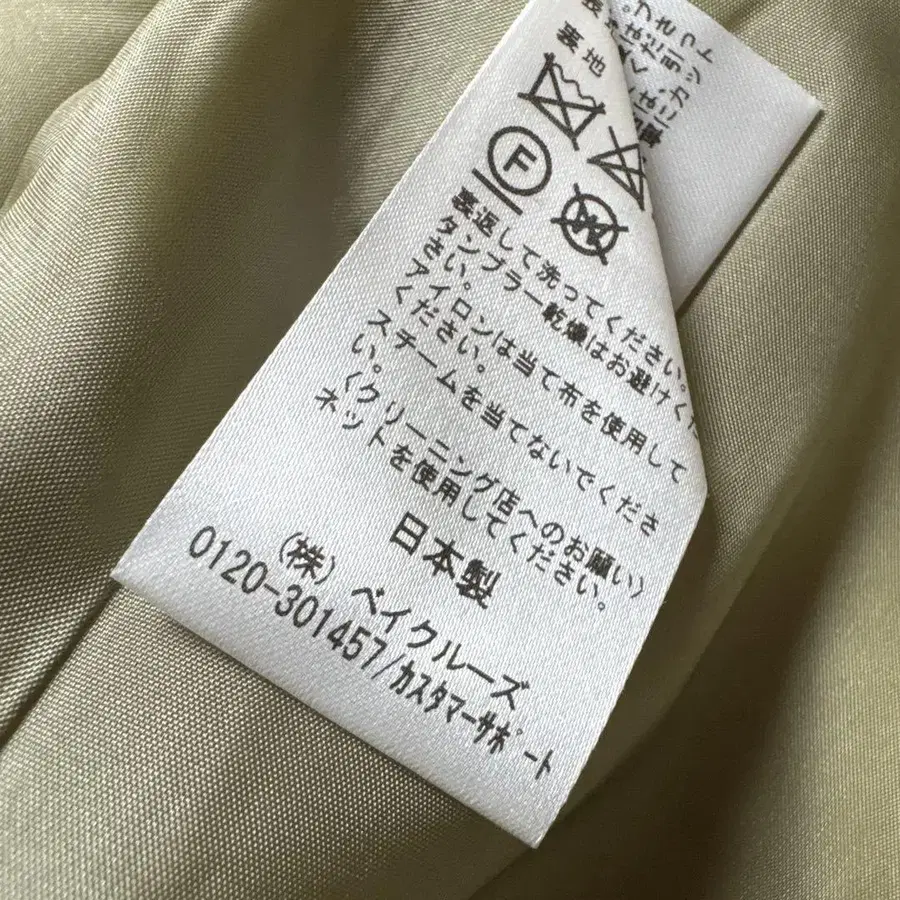 裏地
F
W
裏返して洗ってください。
タンブラー乾燥はお避けくだ
さい。
アイロンは当て布を使用して
ください。
スチームを当てないでくださ
い。
〈クリーニング店へのお願い〉
ネットを使用してください。
日本製
(株) ベイクルーズ
0120-301457/カスタマーサポート